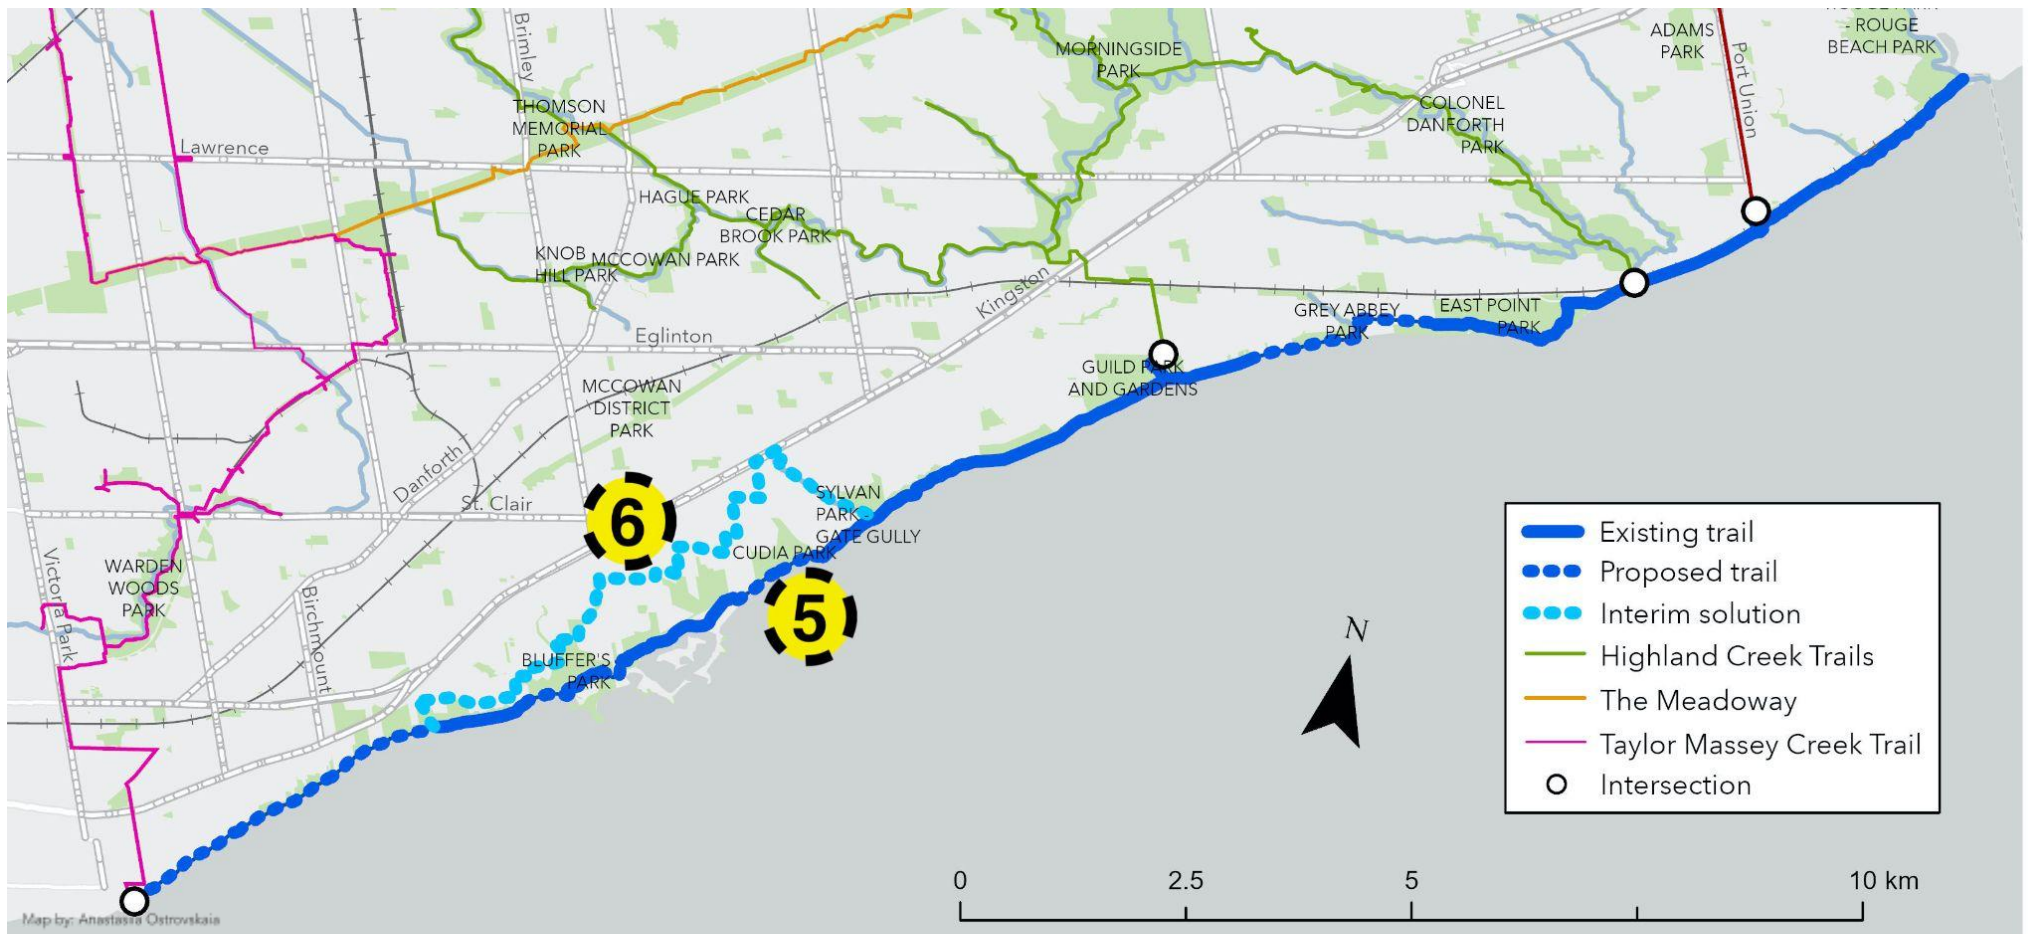 - ROUGE
BEACH PARK
ADAMS
PARK
Port Union
MORNINGSIDE
PARK
Brimley
THOMSON
MEMORIAL
PARK
COLONEL
DANFORTH
PARK
Lawrence
HAGUE PARK
CEDAR
BROOK PARK
KNOB
HILL PARK
MCCOWAN PARK
Kingston
GREY ABBEY
PARK
EAST POINT
PARK
Eglinton
GUILD PARK
AND GARDENS
MCCOWAN
DISTRICT
PARK
Danforth
St. Clair
SYLVAN
PARK -
GATE GULLY
CUDIA PARK
6
5
WARDEN
WOODS
PARK
Victoria Park
Birchmount
BLUFFER'S
PARK
N
Existing trail
Proposed trail
Interim solution
Highland Creek Trails
The Meadoway
Taylor Massey Creek Trail
Intersection
0 2.5 5 10 km
Map by: Anastasiia Ostrovskaia